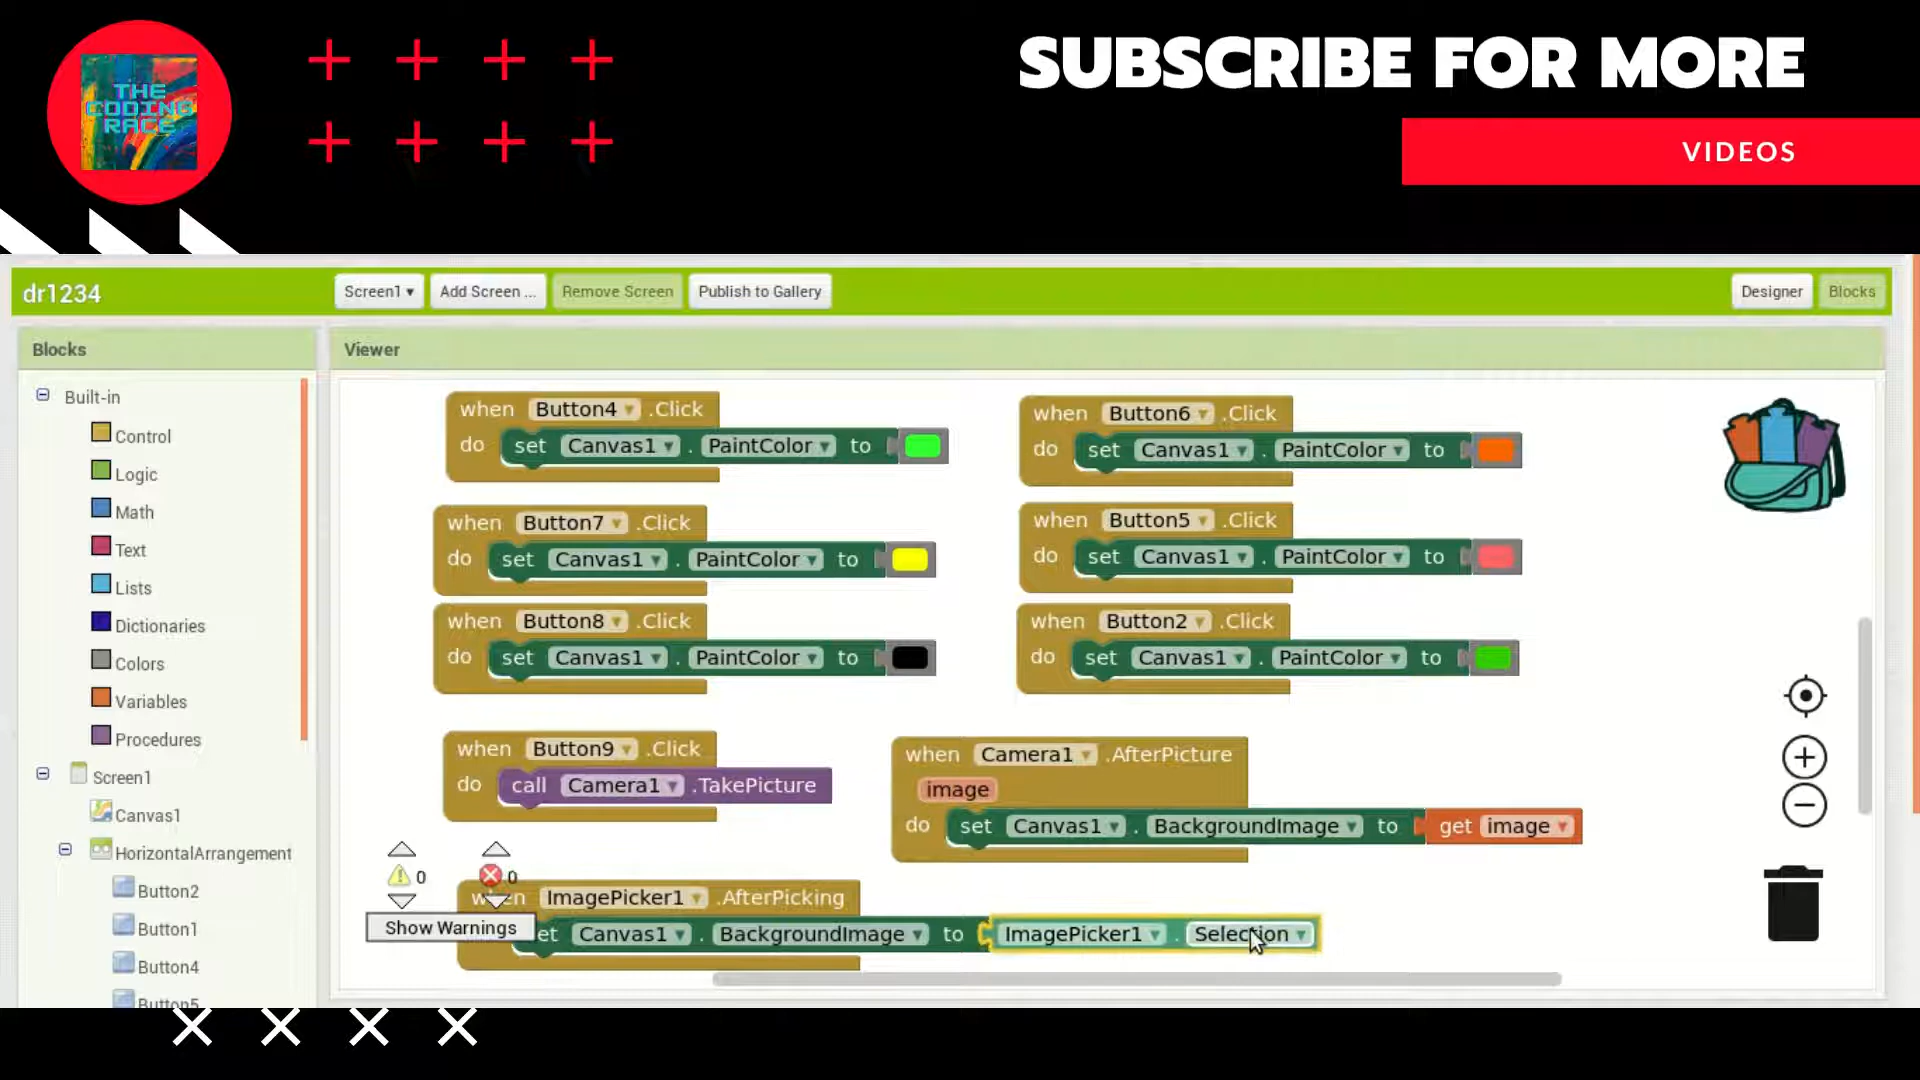 THE
CODING
RACE
SUBSCRIBE FOR MORE
VIDEOS
dr1234
Screen1 ▾
Add Screen ...
Remove Screen
Publish to Gallery
Designer
Blocks
Blocks
Viewer
Built-in
Control
Logic
Math
Text
Lists
Dictionaries
Colors
Variables
Procedures
Screen1
Canvas1
HorizontalArrangement
Button2
Button1
Button4
Button5
when Button4 ▾ .Click
do set Canvas1 ▾ . PaintColor ▾ to
when Button6 ▾ .Click
do set Canvas1 ▾ . PaintColor ▾ to
when Button7 ▾ .Click
do set Canvas1 ▾ . PaintColor ▾ to
when Button5 ▾ .Click
do set Canvas1 ▾ . PaintColor ▾ to
when Button8 ▾ .Click
do set Canvas1 ▾ . PaintColor ▾ to
when Button2 ▾ .Click
do set Canvas1 ▾ . PaintColor ▾ to
when Button9 ▾ .Click
do call Camera1 ▾ .TakePicture
when Camera1 ▾ .AfterPicture
image
do set Canvas1 ▾ . BackgroundImage ▾ to get image ▾
0 0
Show Warnings
when ImagePicker1 ▾ .AfterPicking
set Canvas1 ▾ . BackgroundImage ▾ to ImagePicker1 ▾ . Selection ▾